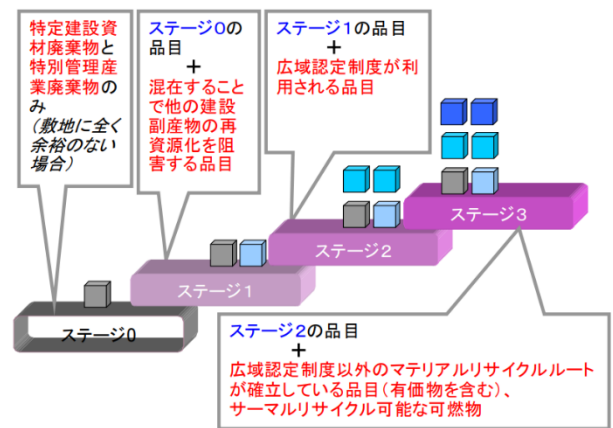 特定建設資
材廃棄物と
特別管理産
業廃棄物の
み
(敷地に全く
余裕のない
場合)
ステージ0の
品目
+
混在すること
で他の建設
副産物の再
資源化を阻
害する品目
ステージ1の品目
+
広域認定制度が利
用される品目
ステージ3
ステージ2
ステージ1
ステージ0
ステージ2の品目
+
広域認定制度以外のマテリアルリサイクルルート
が確立している品目(有価物を含む)、
サーマルリサイクル可能な可燃物